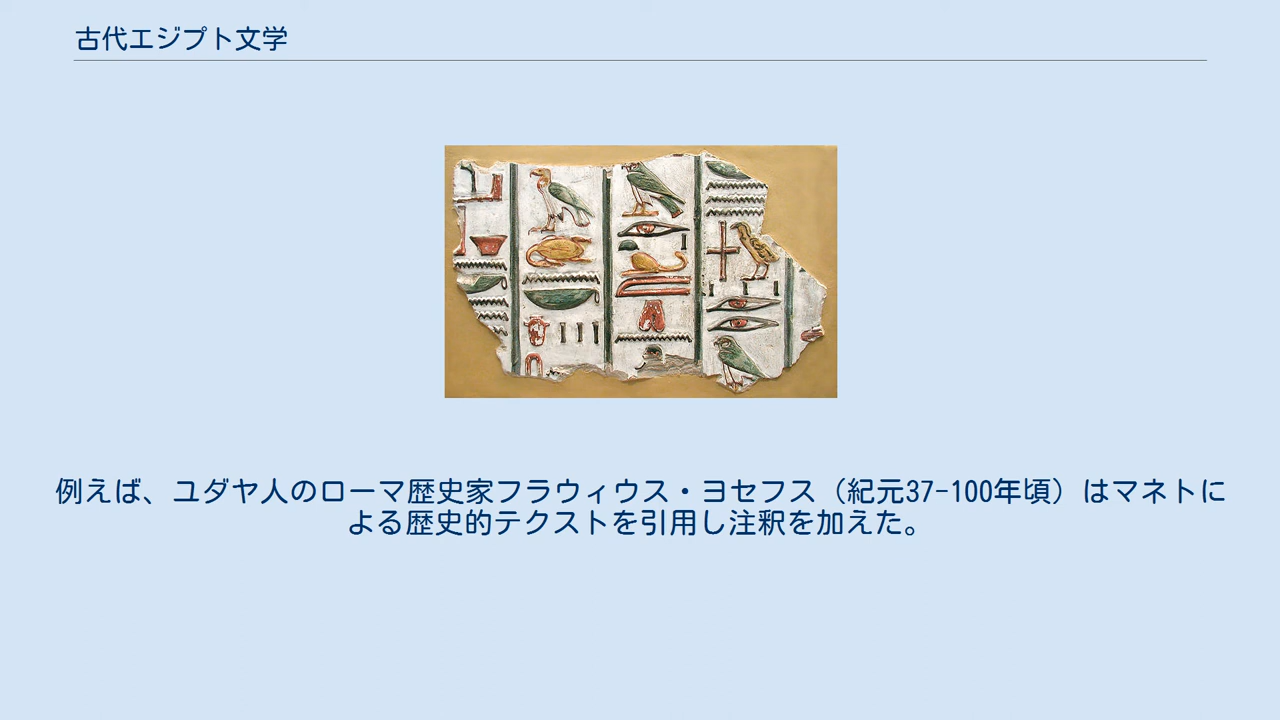 古代エジプト文学
例えば、ユダヤ人のローマ歴史家フラウィウス・ヨセフス（紀元37-100年頃）はマネトに
よる歴史的テクストを引用し注釈を加えた。